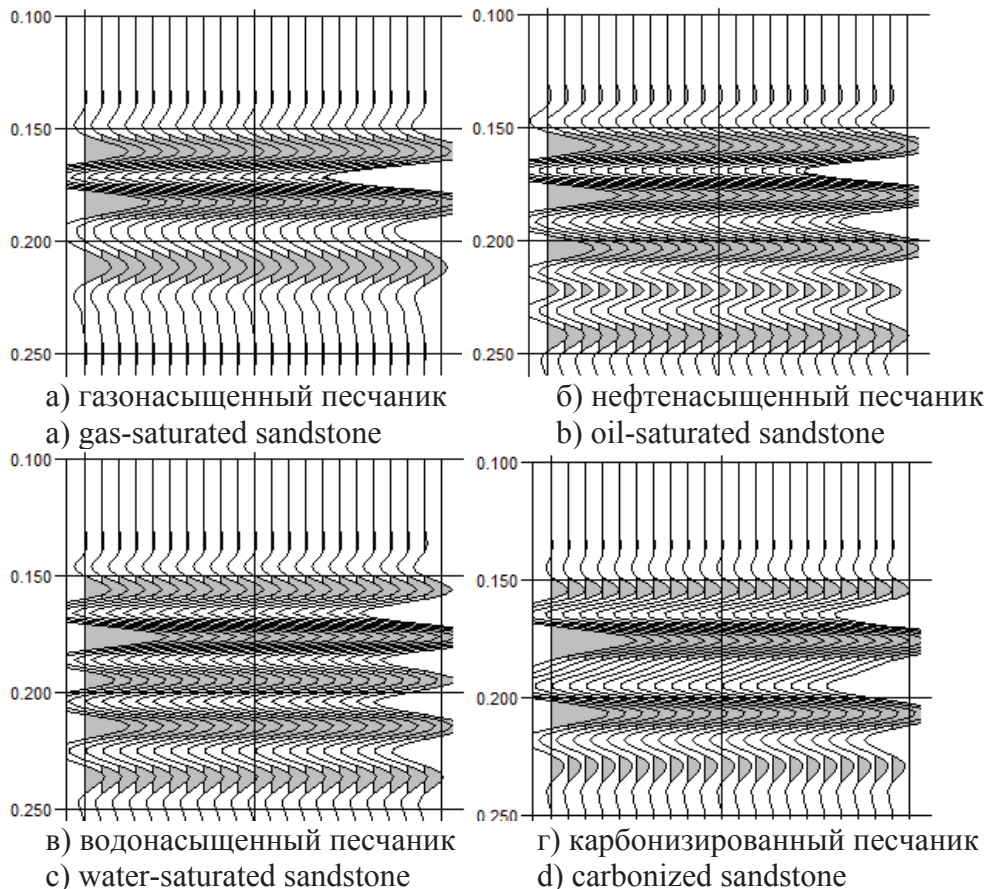 0.100
0.150
0.200
0.250
0.100
0.150
0.200
0.250
а) газонасыщенный песчаник
a) gas-saturated sandstone
б) нефтенасыщенный песчаник
b) oil-saturated sandstone
0.100
0.150
0.200
0.250
0.100
0.150
0.200
0.250
в) водонасыщенный песчаник
c) water-saturated sandstone
г) карбонизированный песчаник
d) carbonized sandstone